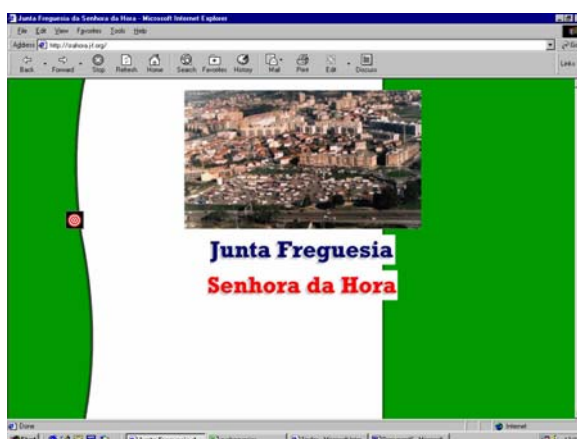 Junta Freguesia da Senhora da Hora - Microsoft Internet Explorer
File Edit View Favorites Tools Help
Address http://srahora.jf.org/
Back Forward Stop Refresh Home Search Favorites History Mail Print Edit Discuss Links
Junta Freguesia
Senhora da Hora
Done Internet
Start